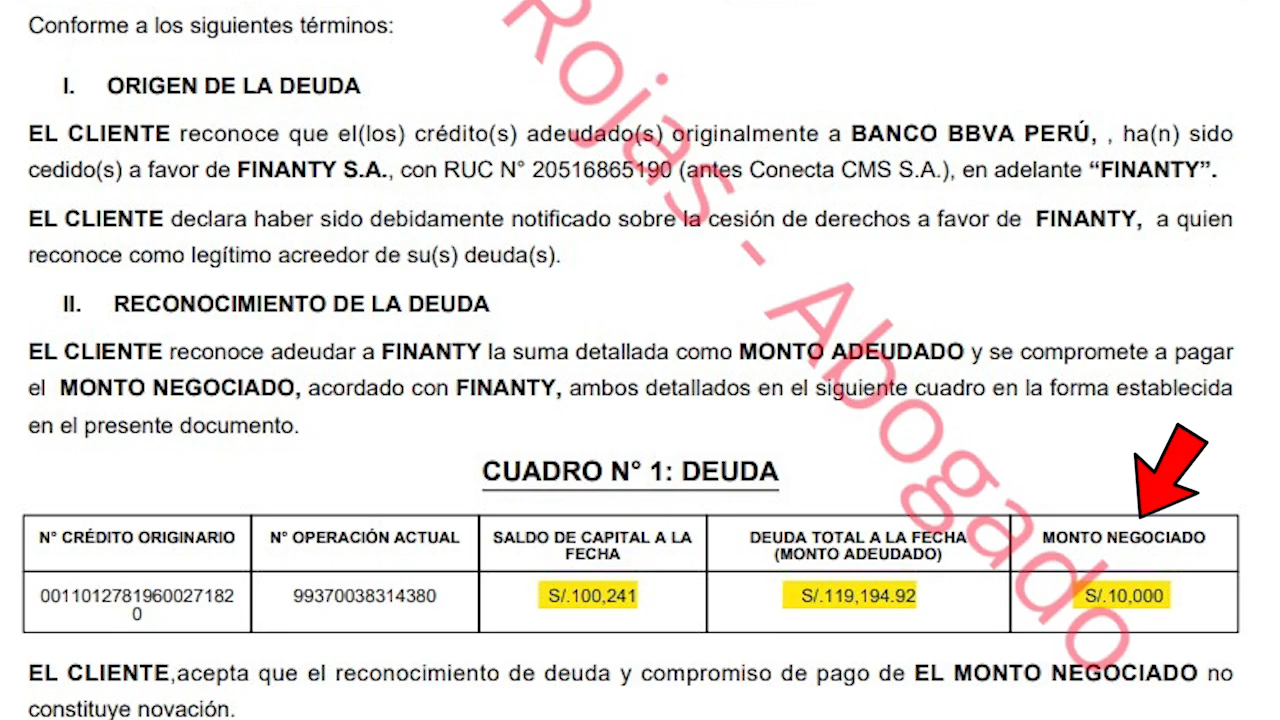 Conforme a los siguientes términos:
I. ORIGEN DE LA DEUDA
EL CLIENTE reconoce que el(los) crédito(s) adeudado(s) originalmente a BANCO BBVA PERÚ, , ha(n) sido
cedido(s) a favor de FINANTY S.A., con RUC N° 20516865190 (antes Conecta CMS S.A.), en adelante “FINANTY”.
EL CLIENTE declara haber sido debidamente notificado sobre la cesión de derechos a favor de FINANTY, a quien
reconoce como legítimo acreedor de su(s) deuda(s).
II. RECONOCIMIENTO DE LA DEUDA
EL CLIENTE reconoce adeudar a FINANTY la suma detallada como MONTO ADEUDADO y se compromete a pagar
el MONTO NEGOCIADO, acordado con FINANTY, ambos detallados en el siguiente cuadro en la forma establecida
en el presente documento.
CUADRO N° 1: DEUDA
N° CRÉDITO ORIGINARIO
N° OPERACIÓN ACTUAL
SALDO DE CAPITAL A LA
FECHA
DEUDA TOTAL A LA FECHA
(MONTO ADEUDADO)
MONTO NEGOCIADO
0011012781960027182
0
99370038314380
S/.100,241
S/.119,194.92
S/.10,000
EL CLIENTE,acepta que el reconocimiento de deuda y compromiso de pago de EL MONTO NEGOCIADO no
constituye novación.
Rojas - Abogado